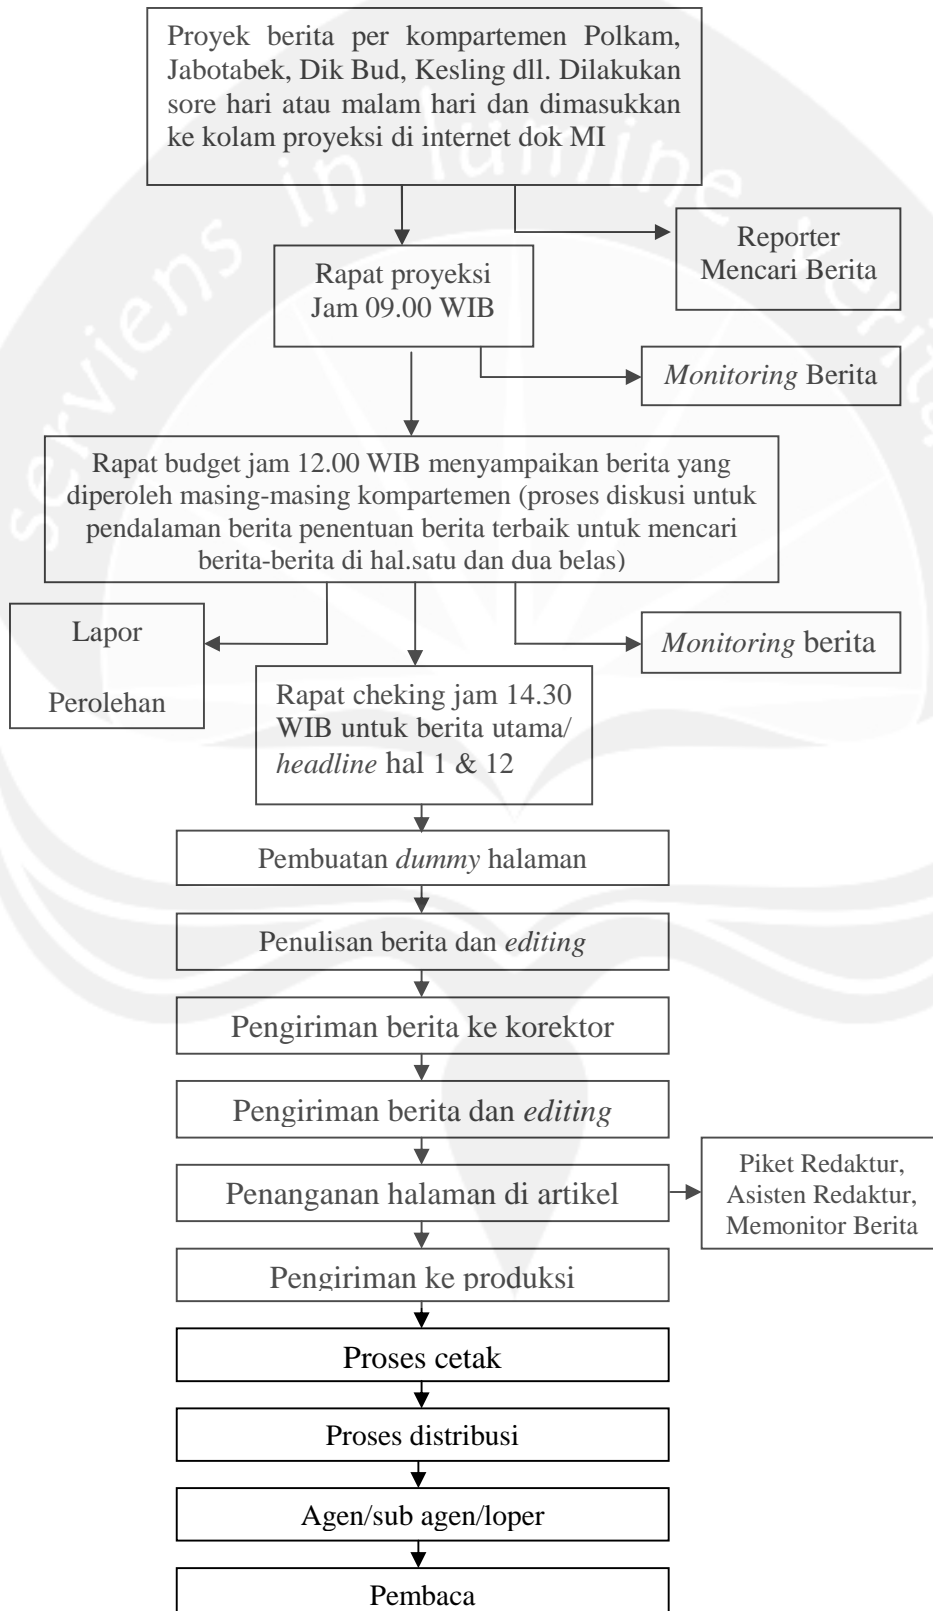 Proyek berita per kompartemen Polkam,
Jabotabek, Dik Bud, Kesling dll. Dilakukan
sore hari atau malam hari dan dimasukkan
ke kolam proyeksi di internet dok MI
Reporter
Mencari Berita
Rapat proyeksi
Jam 09.00 WIB
Monitoring Berita
Rapat budget jam 12.00 WIB menyampaikan berita yang
diperoleh masing-masing kompartemen (proses diskusi untuk
pendalaman berita penentuan berita terbaik untuk mencari
berita-berita di hal.satu dan dua belas)
Lapor
Perolehan
Monitoring berita
Rapat cheking jam 14.30
WIB untuk berita utama/
headline hal 1 & 12
Pembuatan dummy halaman
Penulisan berita dan editing
Pengiriman berita ke korektor
Pengiriman berita dan editing
Penanganan halaman di artikel
Piket Redaktur,
Asisten Redaktur,
Memonitor Berita
Pengiriman ke produksi
Proses cetak
Proses distribusi
Agen/sub agen/loper
Pembaca
serviens in lumine verita